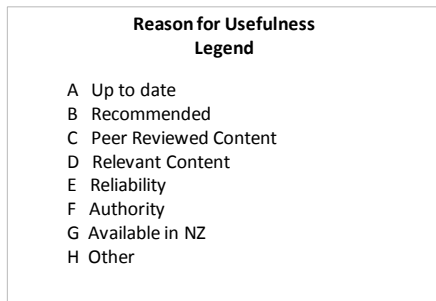 Reason for Usefulness
Legend
A Up to date
B Recommended
C Peer Reviewed Content
D Relevant Content
E Reliability
F Authority
G Available in NZ
H Other